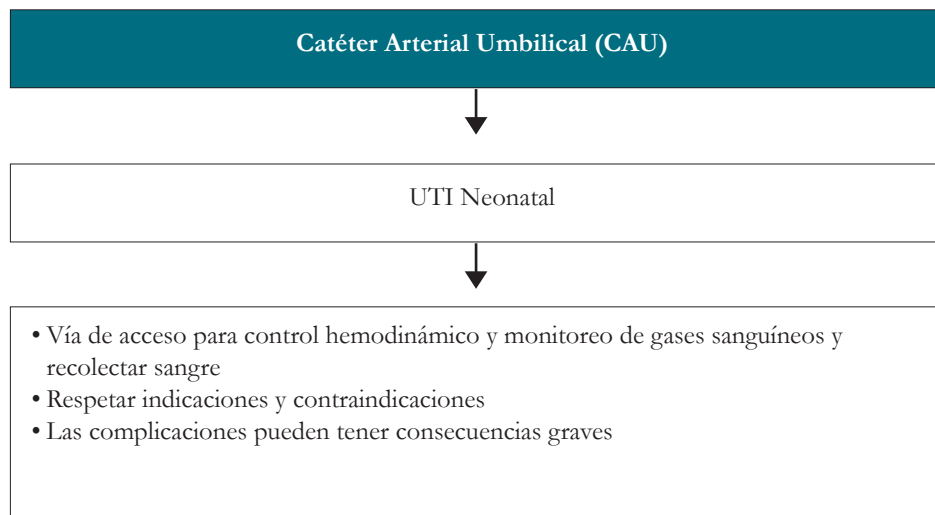 Catéter Arterial Umbilical (CAU)
UTI Neonatal
• Vía de acceso para control hemodinámico y monitoreo de gases sanguíneos y
recolectar sangre
• Respetar indicaciones y contraindicaciones
• Las complicaciones pueden tener consecuencias graves